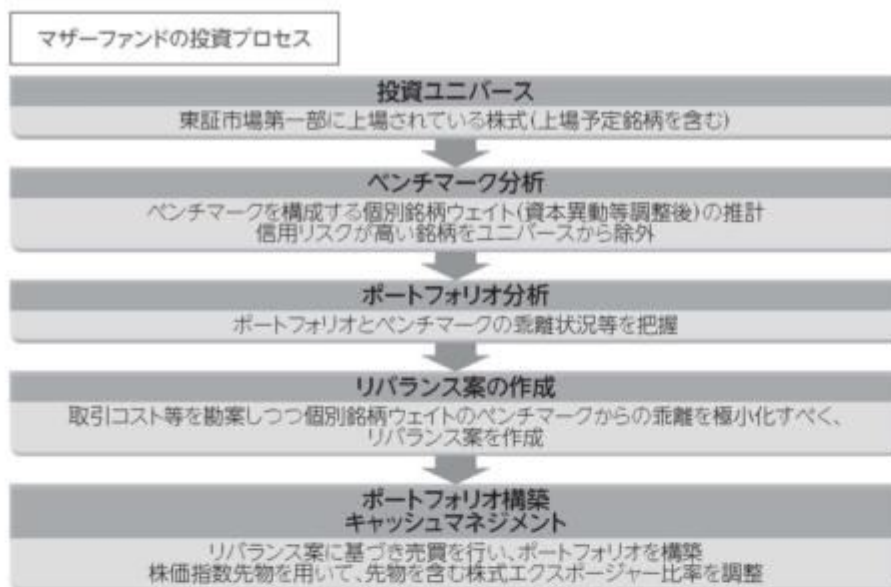 マザーファンドの投資プロセス
投資ユニバース
東証市場第一部に上場されている株式(上場予定銘柄を含む)
ベンチマーク分析
ベンチマークを構成する個別銘柄ウェイト(資本異動等調整後)の推計
信用リスクが高い銘柄をユニバースから除外
ポートフォリオ分析
ポートフォリオとベンチマークの乖離状況等を把握
リバランス案の作成
取引コスト等を勘案しつつ個別銘柄ウェイトのベンチマークからの乖離を極小化すべく、
リバランス案を作成
ポートフォリオ構築
キャッシュマネジメント
リバランス案に基づき売買を行い、ポートフォリオを構築
株価指数先物を用いて、先物を含む株式エクスポージャー比率を調整